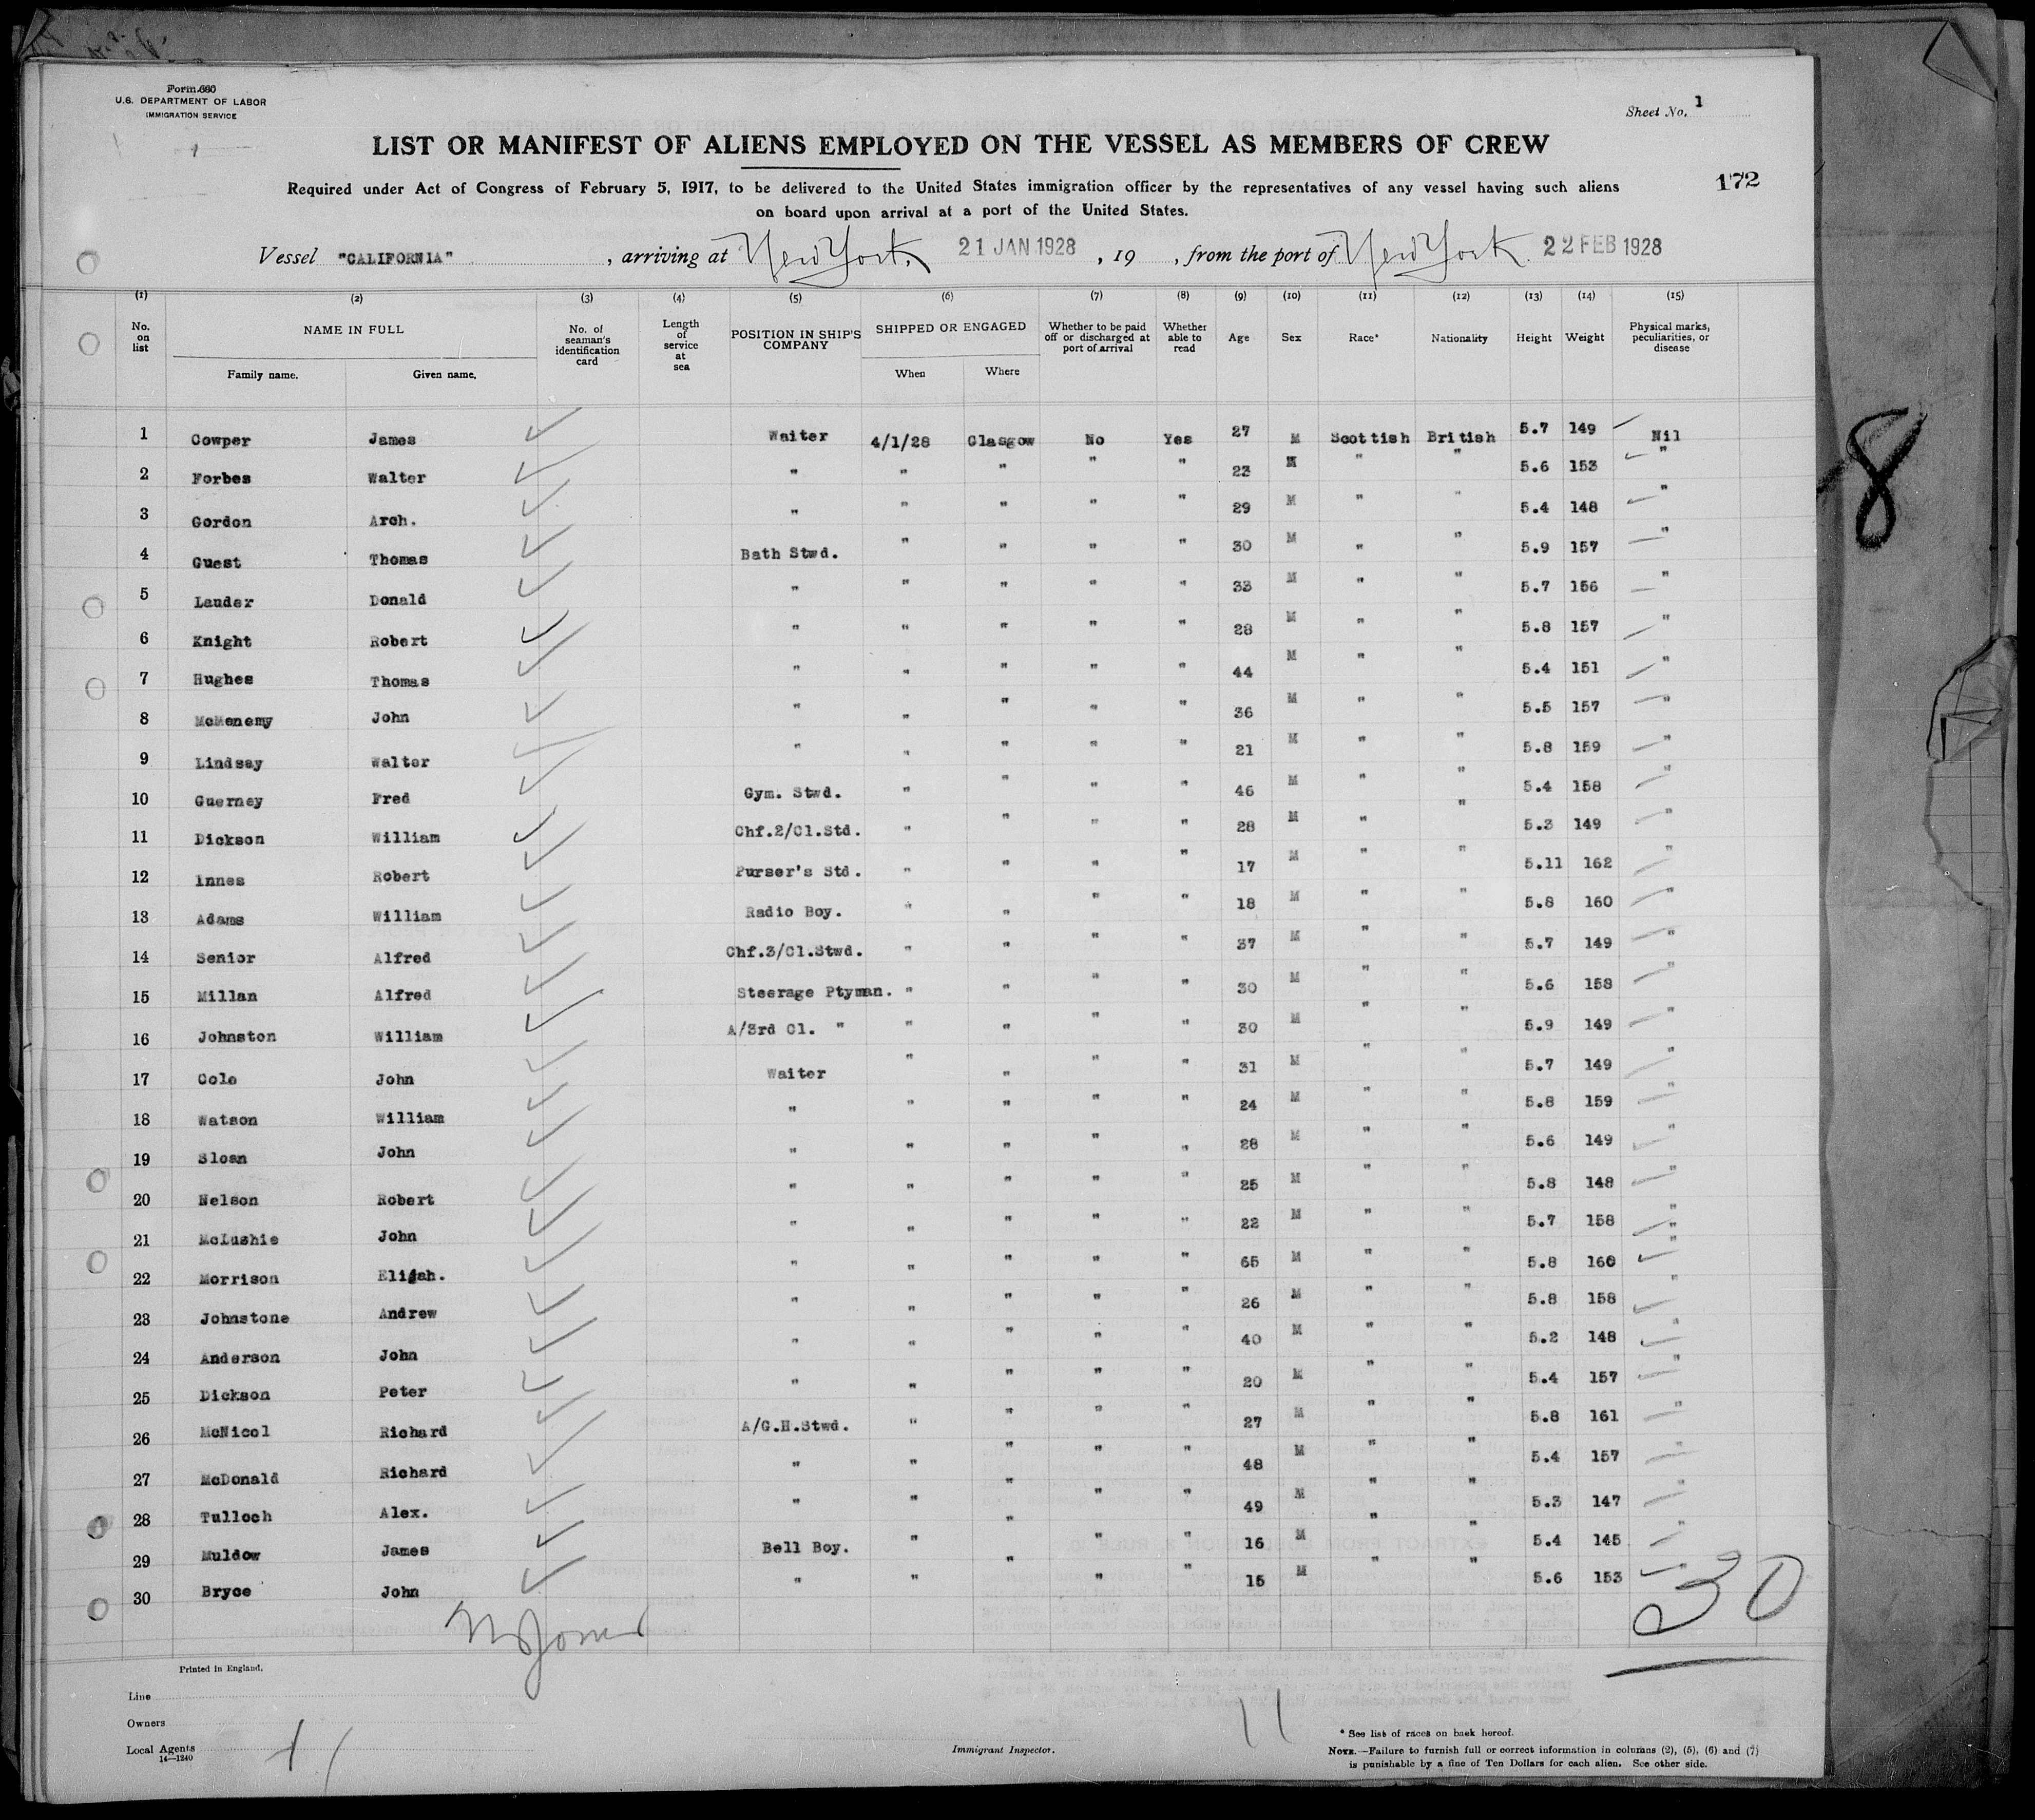 Form 680
U.S. DEPARTMENT OF LABOR
IMMIGRATION SERVICE
Sheet No. 1
LIST OR MANIFEST OF ALIENS EMPLOYED ON THE VESSEL AS MEMBERS OF CREW
Required under Act of Congress of February 5, 1917, to be delivered to the United States immigration officer by the representatives of any vessel having such aliens
on board upon arrival at a port of the United States.
172
Vessel "CALIFORNIA", arriving at New York, 21 JAN 1928, 19 , from the port of New York. 22 FEB 1928
(1) (2) (3) (4) (5) (6) (7) (8) (9) (10) (11) (12) (13) (14) (15)
No. on list NAME IN FULL Family name. Given name. No. of seaman's identification card Length of service at sea POSITION IN SHIP'S COMPANY SHIPPED OR ENGAGED When Where Whether to be paid off or discharged at port of arrival Whether able to read Age Sex Race* Nationality Height Weight Physical marks, peculiarities, or disease
1 Cowper James Waiter 4/1/28 Glasgow No Yes 27 M Scottish British 5.7 149 Nil
2 Forbes Walter " " " " " 23 M " " 5.6 153 "
3 Gordon Arch. " " " " " 29 M " " 5.4 148 "
4 Guest Thomas Bath Stwd. " " " " 30 M " " 5.9 157 "
5 Lauder Donald " " " " " 33 M " " 5.7 156 "
6 Knight Robert " " " " " 28 M " " 5.8 157 "
7 Hughes Thomas " " " " " 44 M " " 5.4 151 "
8 McMenemy John " " " " " 36 M " " 5.5 157 "
9 Lindsay Walter " " " " " 21 M " " 5.8 159 "
10 Guerney Fred Gym. Stwd. " " " " 46 M " " 5.4 158 "
11 Dickson William Chf.2/Cl.Std. " " " " 28 M " " 5.3 149 "
12 Innes Robert Purser's Std. " " " " 17 M " " 5.11 162 "
13 Adams William Radio Boy. " " " " 18 M " " 5.8 160 "
14 Senior Alfred Chf.3/Cl.Stwd. " " " " 37 M " " 5.7 149 "
15 Millan Alfred Steerage Ptyman. " " " " 30 M " " 5.6 158 "
16 Johnston William A/3rd Cl. " " " " " 30 M " " 5.9 149 "
17 Cole John Waiter " " " " 31 M " " 5.7 149 "
18 Watson William " " " " " 24 M " " 5.8 159 "
19 Sloan John " " " " " 28 M " " 5.6 149 "
20 Nelson Robert " " " " " 25 M " " 5.8 148 "
21 McLushie John " " " " " 22 M " " 5.7 158 "
22 Morrison Elijah. " " " " " 65 M " " 5.8 160 "
23 Johnstone Andrew " " " " " 26 M " " 5.8 158 "
24 Anderson John " " " " " 40 M " " 5.2 148 "
25 Dickson Peter " " " " " 20 M " " 5.4 157 "
26 McNicol Richard A/G.H.Stwd. " " " " 27 M " " 5.8 161 "
27 McDonald Richard " " " " " 48 M " " 5.4 157 "
28 Tulloch Alex. " " " " " 49 M " " 5.3 147 "
29 Muldow James Bell Boy. " " " " 16 M " " 5.4 145 "
30 Bryce John " " " " " 15 M " " 5.6 153 "
8
30
Printed in England.
Line
Owners
Local Agents
14—1240
11
Immigrant Inspector.
* See list of races on back hereof.
NOTE.—Failure to furnish full or correct information in columns (2), (5), (6) and (7)
is punishable by a fine of Ten Dollars for each alien. See other side.